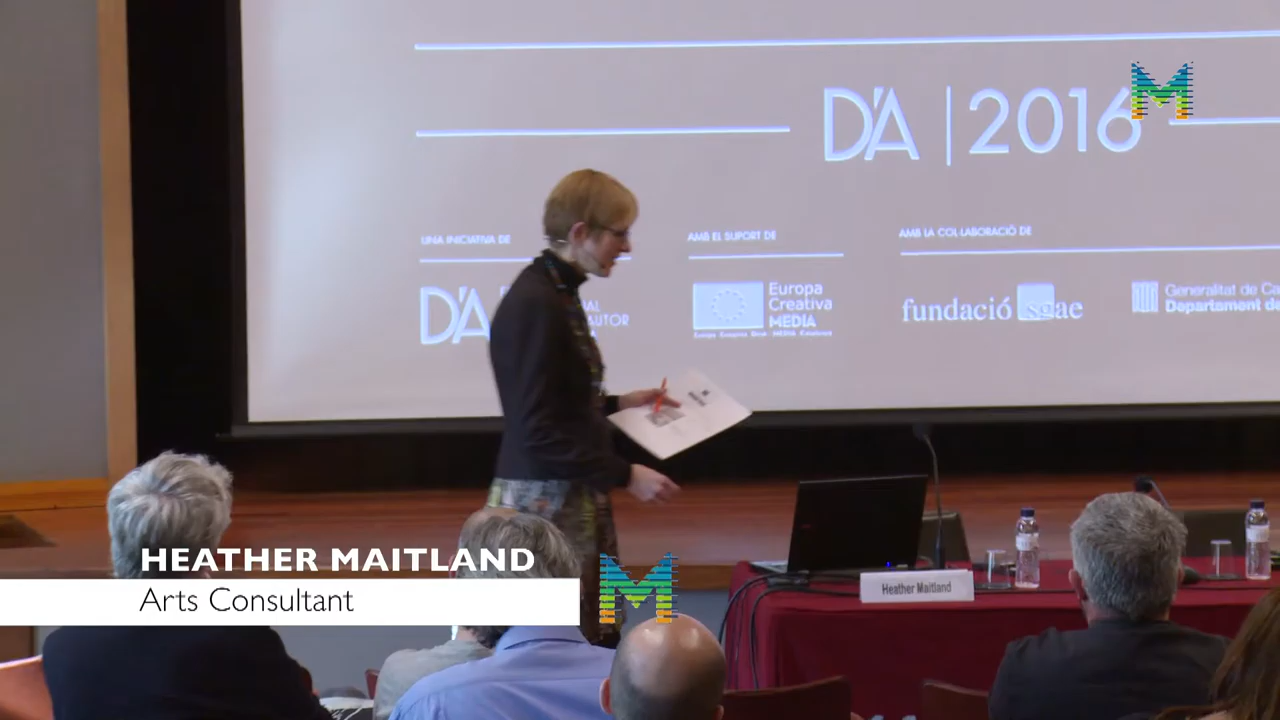 D'A | 2016
UNA INICIATIVA DE
AMB EL SUPORT DE
AMB LA COL·LABORACIÓ DE
D'A
AUTOR
Europa
Creativa
MEDIA
fundació sgae
Generalitat de Ca
Departament de
HEATHER MAITLAND
Arts Consultant
Heather Maitland